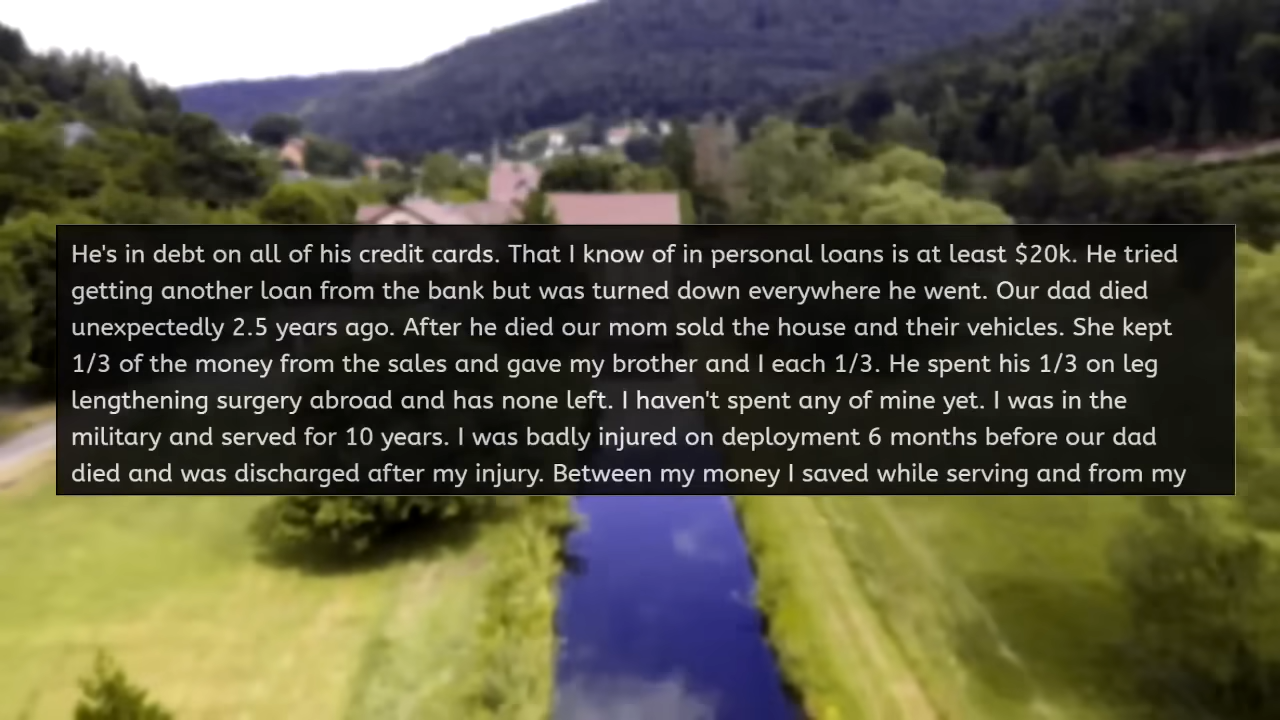 He's in debt on all of his credit cards. That I know of in personal loans is at least $20k. He tried
getting another loan from the bank but was turned down everywhere he went. Our dad died
unexpectedly 2.5 years ago. After he died our mom sold the house and their vehicles. She kept
1/3 of the money from the sales and gave my brother and I each 1/3. He spent his 1/3 on leg
lengthening surgery abroad and has none left. I haven't spent any of mine yet. I was in the
military and served for 10 years. I was badly injured on deployment 6 months before our dad
died and was discharged after my injury. Between my money I saved while serving and from my